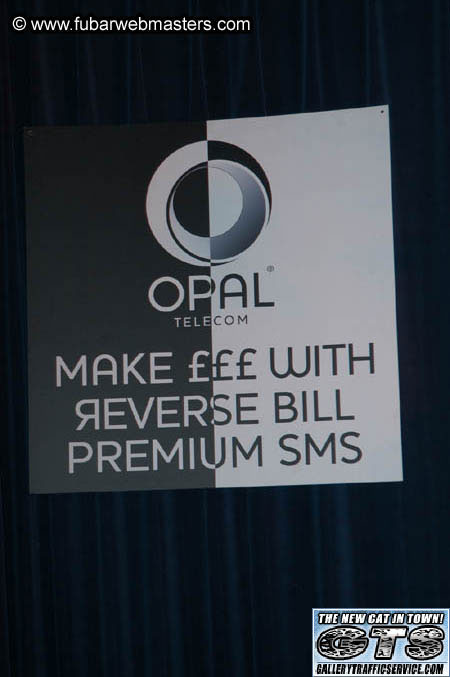 www.fubarwebmasters.com
OPAL®
TELECOM
MAKE £££ WITH
ЯEVERSE BILL
PREMIUM SMS
THE NEW CAT IN TOWN!
GTS
GALLERYTRAFFICSERVICE.COM